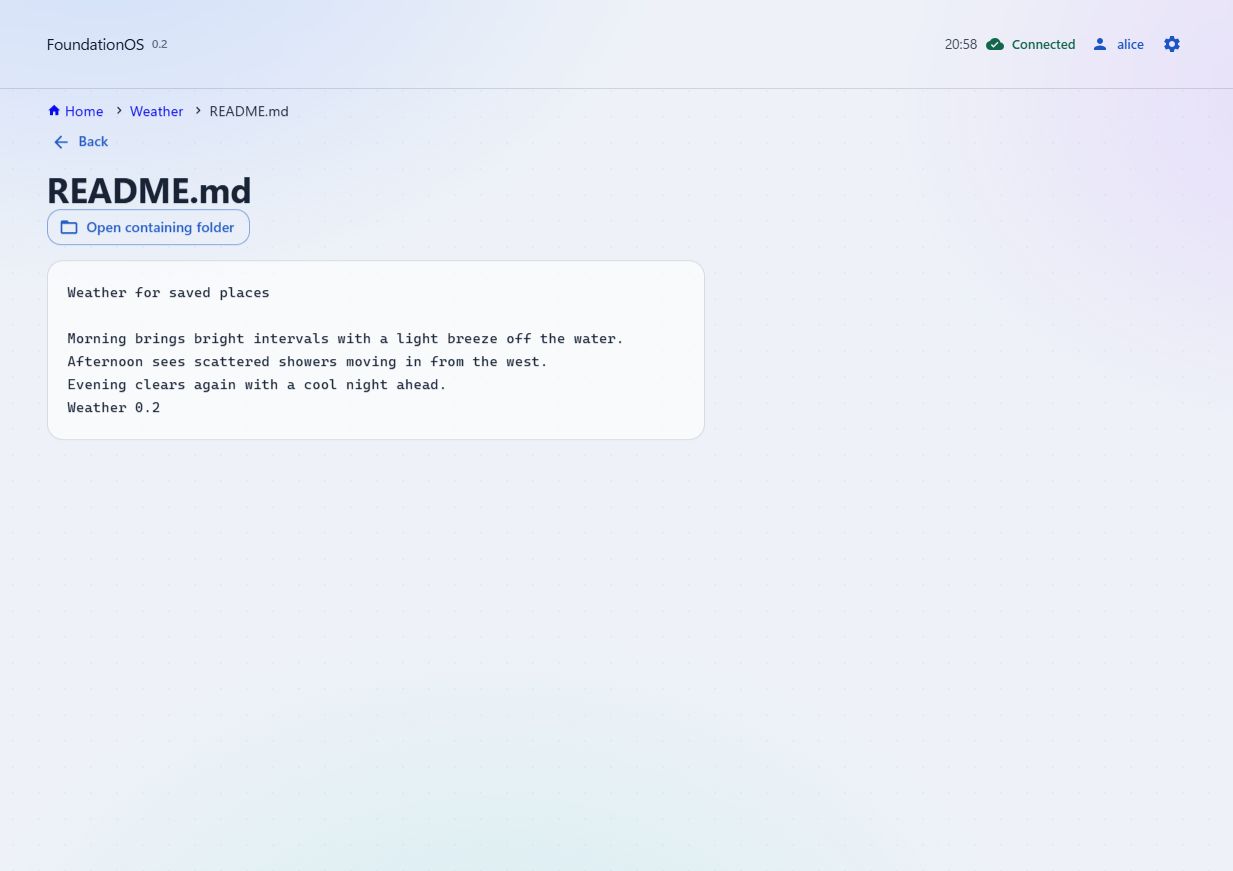 FoundationOS 0.2
20:58 Connected alice
Home > Weather > README.md
Back
README.md
Open containing folder
Weather for saved places
Morning brings bright intervals with a light breeze off the water.
Afternoon sees scattered showers moving in from the west.
Evening clears again with a cool night ahead.
Weather 0.2